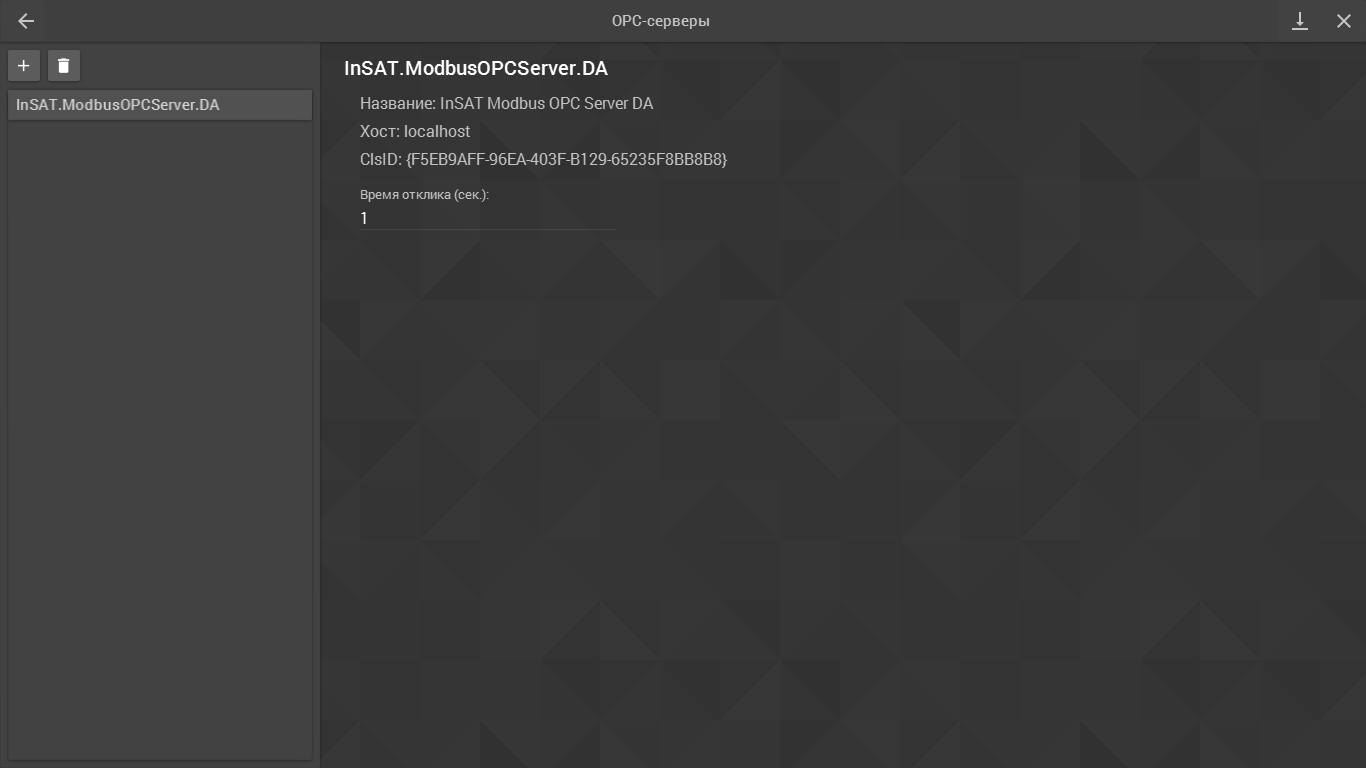 OPC-серверы
InSAT.ModbusOPCServer.DA
InSAT.ModbusOPCServer.DA
Название: InSAT Modbus OPC Server DA
Хост: localhost
ClsID: {F5EB9AFF-96EA-403F-B129-65235F8BB8B8}
Время отклика (сек.):
1